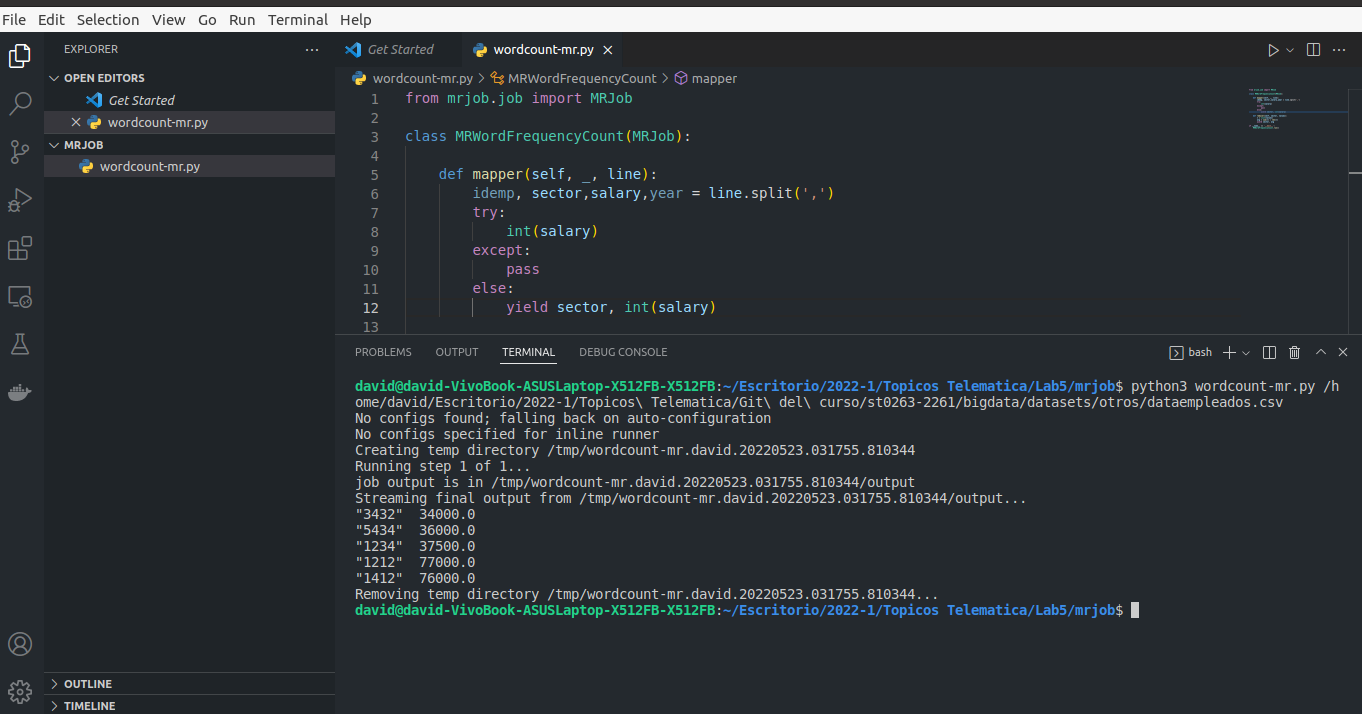 File Edit Selection View Go Run Terminal Help
EXPLORER
OPEN EDITORS
Get Started
wordcount-mr.py
MRJOB
wordcount-mr.py
OUTLINE
TIMELINE
Get Started
wordcount-mr.py
wordcount-mr.py > MRWordFrequencyCount > mapper
1 from mrjob.job import MRJob
2
3 class MRWordFrequencyCount(MRJob):
4
5 def mapper(self, _, line):
6 idemp, sector,salary,year = line.split(',')
7 try:
8 int(salary)
9 except:
10 pass
11 else:
12 yield sector, int(salary)
13
PROBLEMS OUTPUT TERMINAL DEBUG CONSOLE
bash
david@david-VivoBook-ASUSLaptop-X512FB-X512FB:~/Escritorio/2022-1/Topicos Telematica/Lab5/mrjob$ python3 wordcount-mr.py /h
ome/david/Escritorio/2022-1/Topicos\ Telematica/Git\ del\ curso/st0263-2261/bigdata/datasets/otros/dataempleados.csv
No configs found; falling back on auto-configuration
No configs specified for inline runner
Creating temp directory /tmp/wordcount-mr.david.20220523.031755.810344
Running step 1 of 1...
job output is in /tmp/wordcount-mr.david.20220523.031755.810344/output
Streaming final output from /tmp/wordcount-mr.david.20220523.031755.810344/output...
"3432" 34000.0
"5434" 36000.0
"1234" 37500.0
"1212" 77000.0
"1412" 76000.0
Removing temp directory /tmp/wordcount-mr.david.20220523.031755.810344...
david@david-VivoBook-ASUSLaptop-X512FB-X512FB:~/Escritorio/2022-1/Topicos Telematica/Lab5/mrjob$